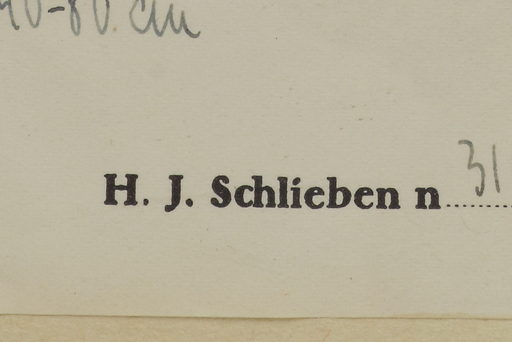 40-80 cm
H. J. Schlieben n 31